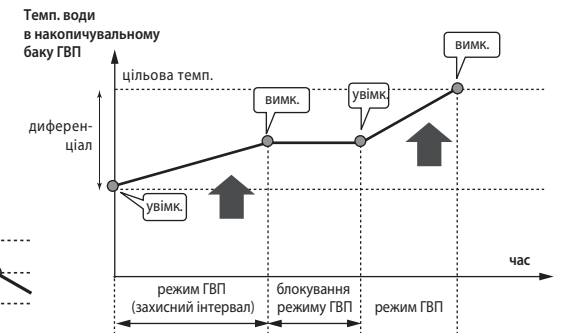 Темп. води
в накопичувальному
баку ГВП
вимк.
цільова темп.
вимк.
увімк.
диферен-
ціал
увімк.
час
режим ГВП
(захисний інтервал)
блокування
режиму ГВП
режим ГВП